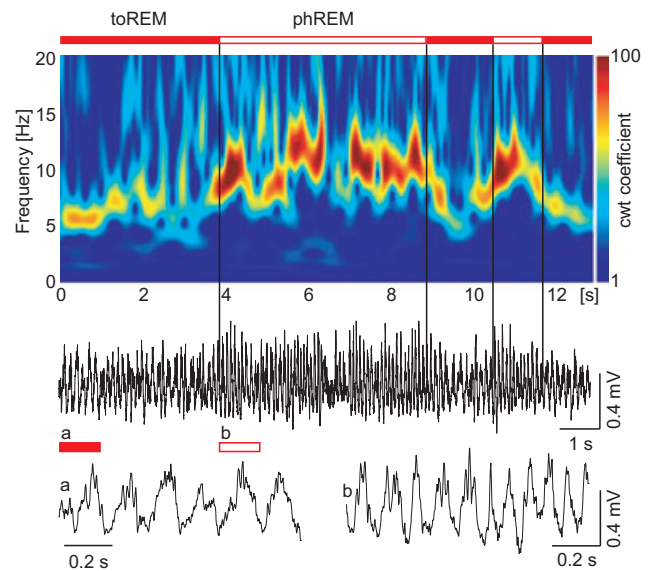 toREM phREM
20
15
10
5
0
Frequency [Hz]
0 2 4 6 8 10 12 [s]
100
cwt coefficient
1
0.4 mV
1 s
a b
a b
0.4 mV
0.2 s 0.2 s